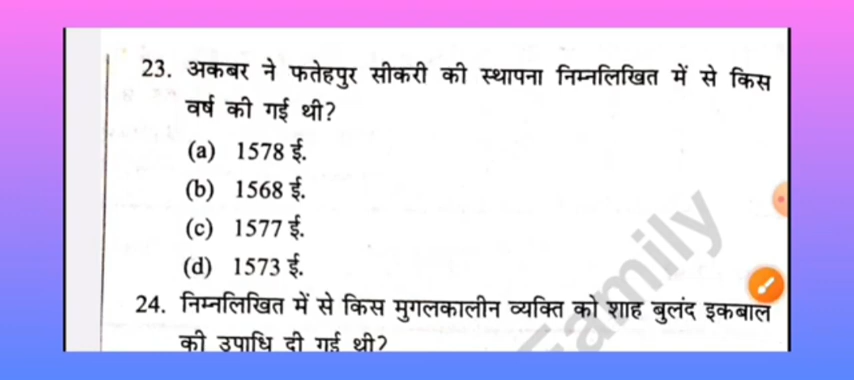 23. अकबर ने फतेहपुर सीकरी की स्थापना निम्नलिखित में से किस
वर्ष की गई थी?
(a) 1578 ई.
(b) 1568 ई.
(c) 1577 ई.
(d) 1573 ई.
24. निम्नलिखित में से किस मुगलकालीन व्यक्ति को शाह बुलंद इकबाल
की उपाधि दी गई थी?
Family